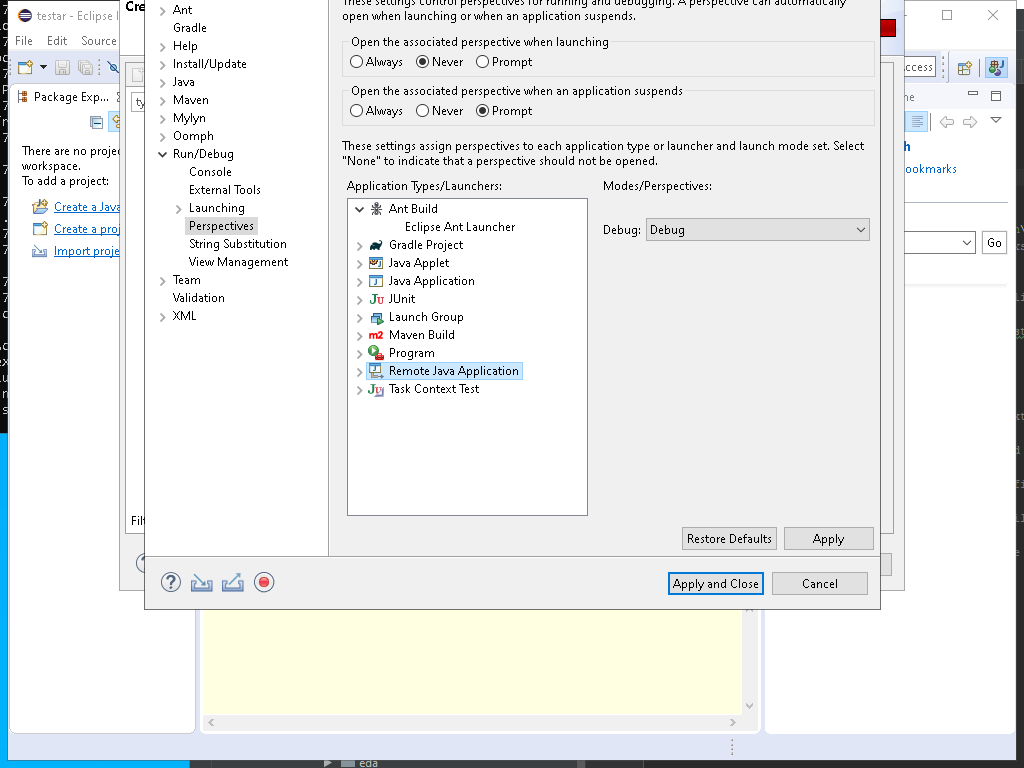 testar - Eclipse
File Edit Source
Package Exp...
There are no proje
workspace.
To add a project:
Create a Java
Create a proj
Import proje
Cre
ty
Filt
Ant
Gradle
Help
Install/Update
Java
Maven
Mylyn
Oomph
Run/Debug
Console
External Tools
Launching
Perspectives
String Substitution
View Management
Team
Validation
XML
These settings control perspectives for running and debugging. A perspective can automatically
open when launching or when an application suspends.
Open the associated perspective when launching
Always Never Prompt
Open the associated perspective when an application suspends
Always Never Prompt
These settings assign perspectives to each application type or launcher and launch mode set. Select
"None" to indicate that a perspective should not be opened.
Application Types/Launchers:
Modes/Perspectives:
Ant Build
Eclipse Ant Launcher
Gradle Project
Java Applet
Java Application
JUnit
Launch Group
Maven Build
Program
Remote Java Application
Task Context Test
Debug: Debug
Restore Defaults Apply
Apply and Close Cancel
ccess
ne
h
ookmarks
Go
eda